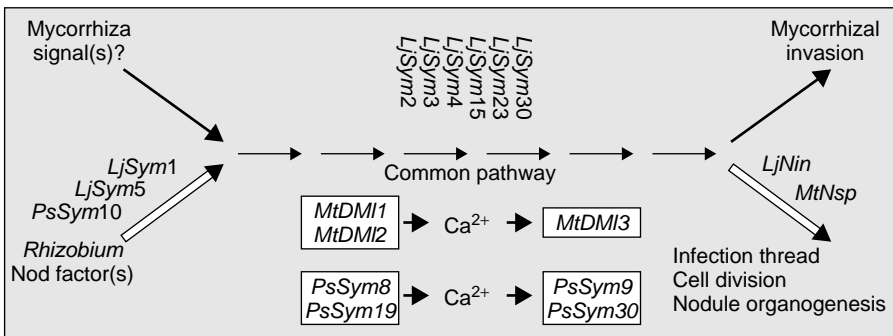 Mycorrhiza
signal(s)?
LjSym2
LjSym3
LjSym4
LjSym15
LjSym23
LjSym30
Mycorrhizal
invasion
LjSym1
LjSym5
PsSym10
Rhizobium
Nod factor(s)
Common pathway
LjNin
MtNsp
MtDMI1
MtDMI2
Ca²⁺
MtDMI3
PsSym8
PsSym19
Ca²⁺
PsSym9
PsSym30
Infection thread
Cell division
Nodule organogenesis